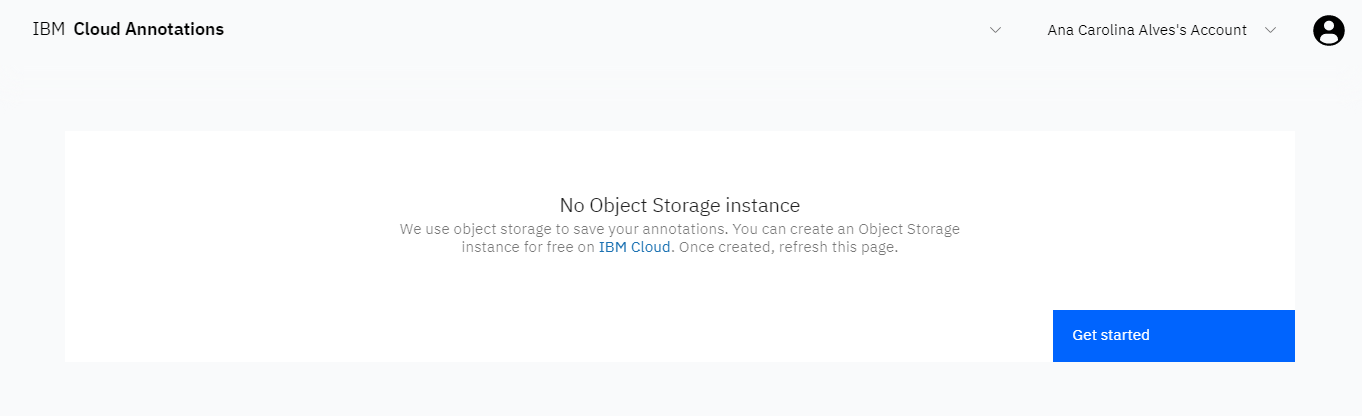 IBM Cloud Annotations
Ana Carolina Alves's Account
No Object Storage instance
We use object storage to save your annotations. You can create an Object Storage
instance for free on IBM Cloud. Once created, refresh this page.
Get started